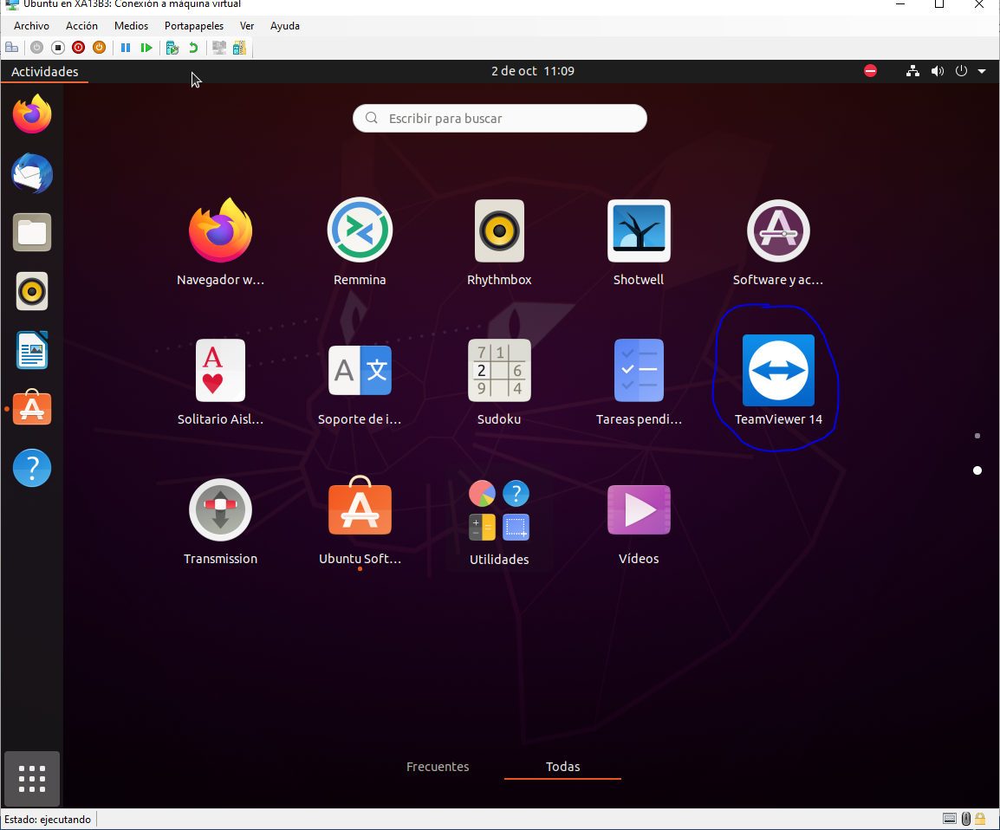 Ubuntu en XA13B3: Conexión a máquina virtual
Archivo Acción Medios Portapapeles Ver Ayuda
Actividades 2 de oct 11:09
Escribir para buscar
Navegador w... Remmina Rhythmbox Shotwell Software y ac...
A 7 1 2 6 9 4
A 文
Solitario Aisl... Soporte de i... Sudoku Tareas pendi... TeamViewer 14
?
Transmission Ubuntu Soft... Utilidades Vídeos
Frecuentes Todas
Estado: ejecutando